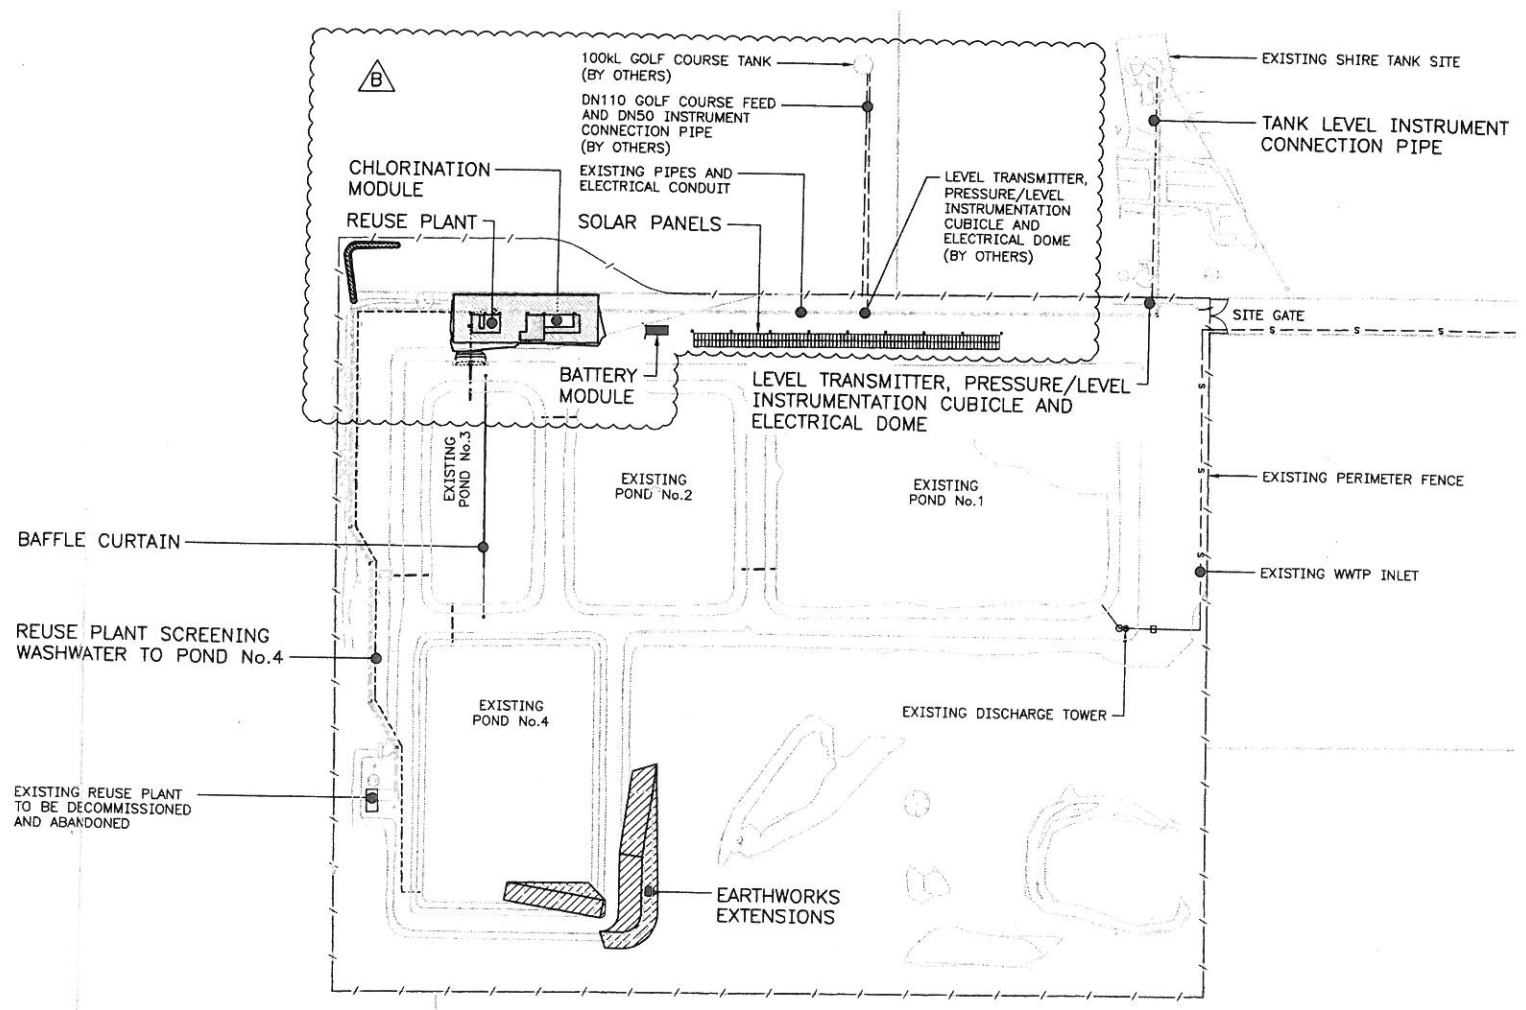 B
100kL GOLF COURSE TANK
(BY OTHERS)
DN110 GOLF COURSE FEED
AND DN50 INSTRUMENT
CONNECTION PIPE
(BY OTHERS)
EXISTING PIPES AND
ELECTRICAL CONDUIT
CHLORINATION
MODULE
REUSE PLANT
SOLAR PANELS
LEVEL TRANSMITTER,
PRESSURE/LEVEL
INSTRUMENTATION
CUBICLE AND
ELECTRICAL DOME
(BY OTHERS)
EXISTING SHIRE TANK SITE
TANK LEVEL INSTRUMENT
CONNECTION PIPE
SITE GATE
S
S
S
BATTERY
MODULE
LEVEL TRANSMITTER, PRESSURE/LEVEL
INSTRUMENTATION CUBICLE AND
ELECTRICAL DOME
S
S
S
EXISTING
POND No.3
EXISTING
POND No.2
EXISTING
POND No.1
EXISTING PERIMETER FENCE
BAFFLE CURTAIN
EXISTING WWTP INLET
REUSE PLANT SCREENING
WASHWATER TO POND No.4
EXISTING
POND No.4
EXISTING DISCHARGE TOWER
EXISTING REUSE PLANT
TO BE DECOMMISSIONED
AND ABANDONED
EARTHWORKS
EXTENSIONS